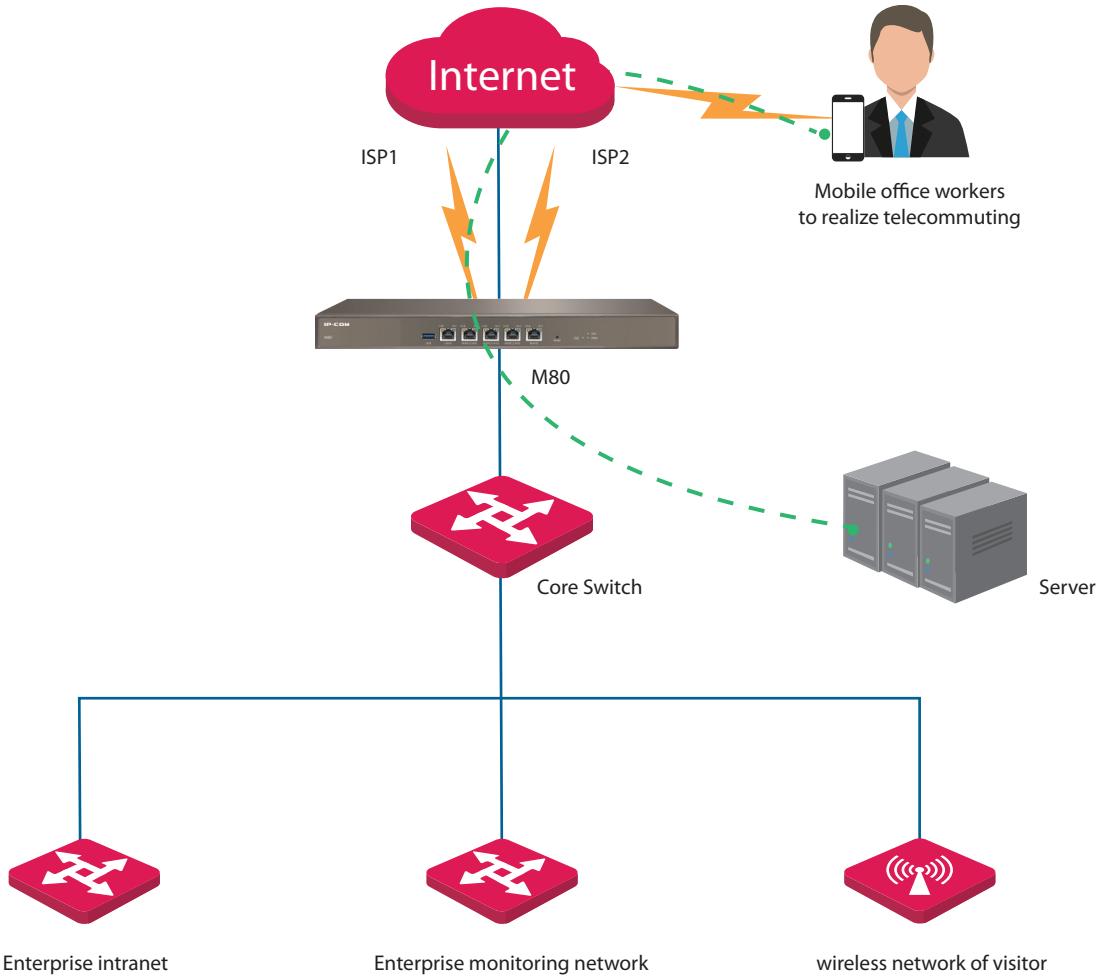 Internet
ISP1
ISP2
Mobile office workers
to realize telecommuting
IP-COM
M80
Core Switch
Server
Enterprise intranet
Enterprise monitoring network
wireless network of visitor